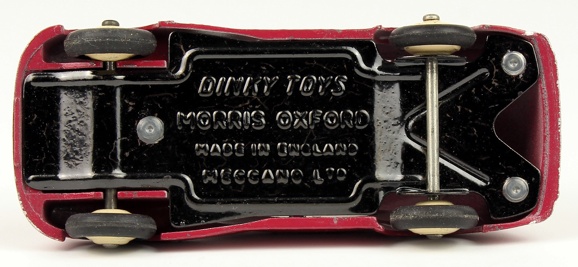 DINKY TOYS
MORRIS OXFORD
MADE IN ENGLAND
MECCANO LTD